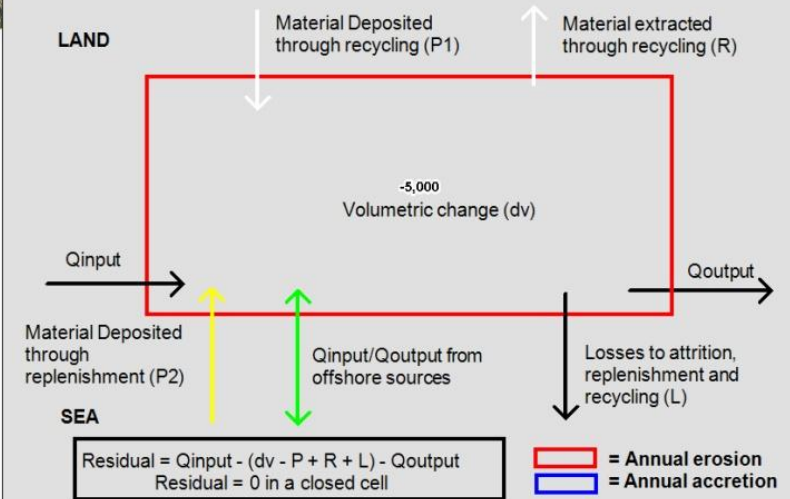 LAND
Material Deposited
through recycling (P1)
Material extracted
through recycling (R)
-5,000
Volumetric change (dv)
Qinput
Qoutput
Material Deposited
through
replenishment (P2)
Qinput/Qoutput from
offshore sources
Losses to attrition,
replenishment and
recycling (L)
SEA
Residual = Qinput - (dv - P + R + L) - Qoutput
Residual = 0 in a closed cell
= Annual erosion
= Annual accretion